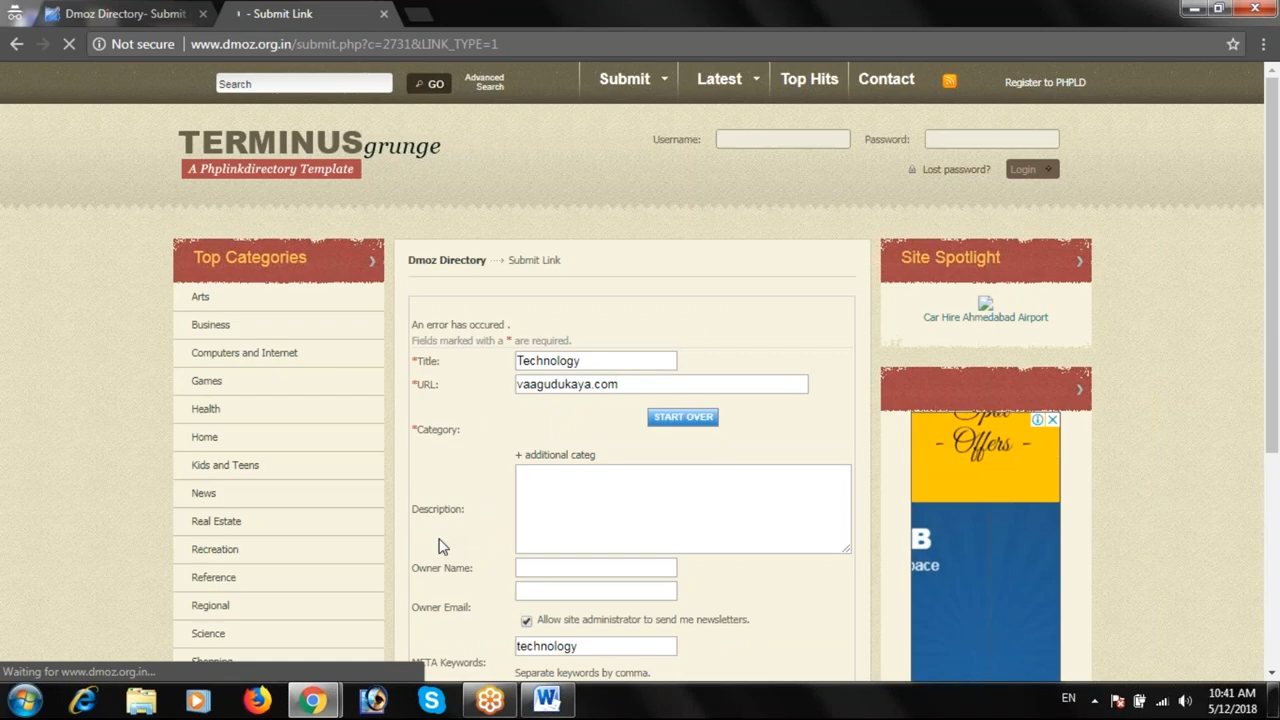 Dmoz Directory- Submit
- Submit Link
Not secure
www.dmoz.org.in/submit.php?c=2731&LINK_TYPE=1
Search
GO
Advanced
Search
Submit
Latest
Top Hits
Contact
Register to PHPLD
TERMINUSgrunge
A Phplinkdirectory Template
Username:
Password:
Lost password?
Login
Top Categories
Arts
Business
Computers and Internet
Games
Health
Home
Kids and Teens
News
Real Estate
Recreation
Reference
Regional
Science
Shopping
Dmoz Directory
Submit Link
An error has occured .
Fields marked with a * are required.
*Title:
Technology
*URL:
vaagudukaya.com
START OVER
*Category:
+ additional categ
Description:
Owner Name:
Owner Email:
Allow site administrator to send me newsletters.
technology
META Keywords:
Separate keywords by comma.
Site Spotlight
Car Hire Ahmedabad Airport
- Offers -
B
pace
Waiting for www.dmoz.org.in...
EN
10:41 AM
5/12/2018